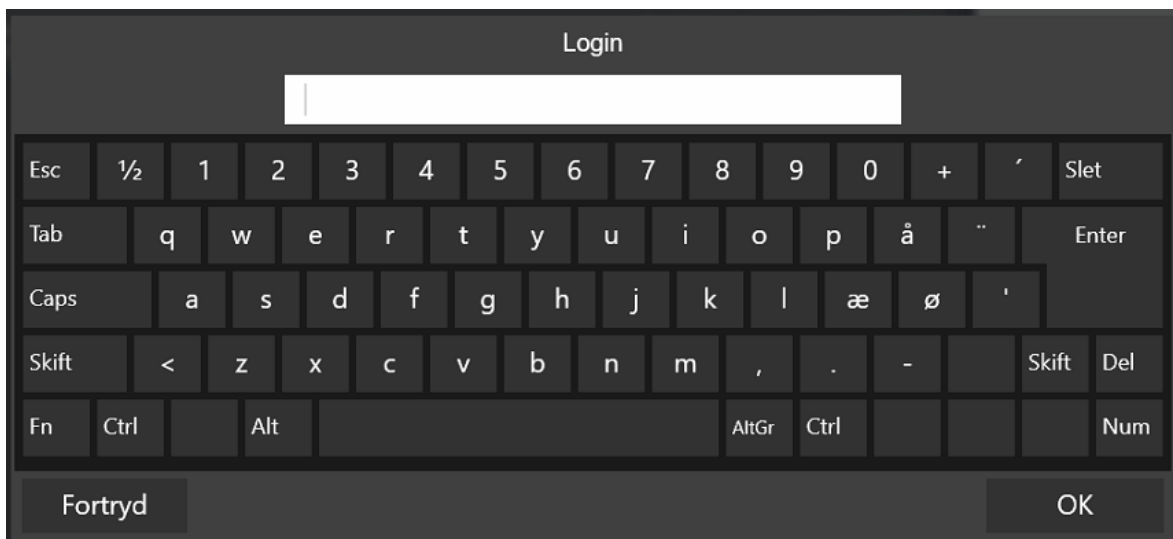 Login
Esc ½ 1 2 3 4 5 6 7 8 9 0 + ´ Slet
Tab q w e r t y u i o p å ¨ Enter
Caps a s d f g h j k l æ ø '
Skift < z x c v b n m , . - Skift Del
Fn Ctrl Alt AltGr Ctrl Num
Fortryd OK